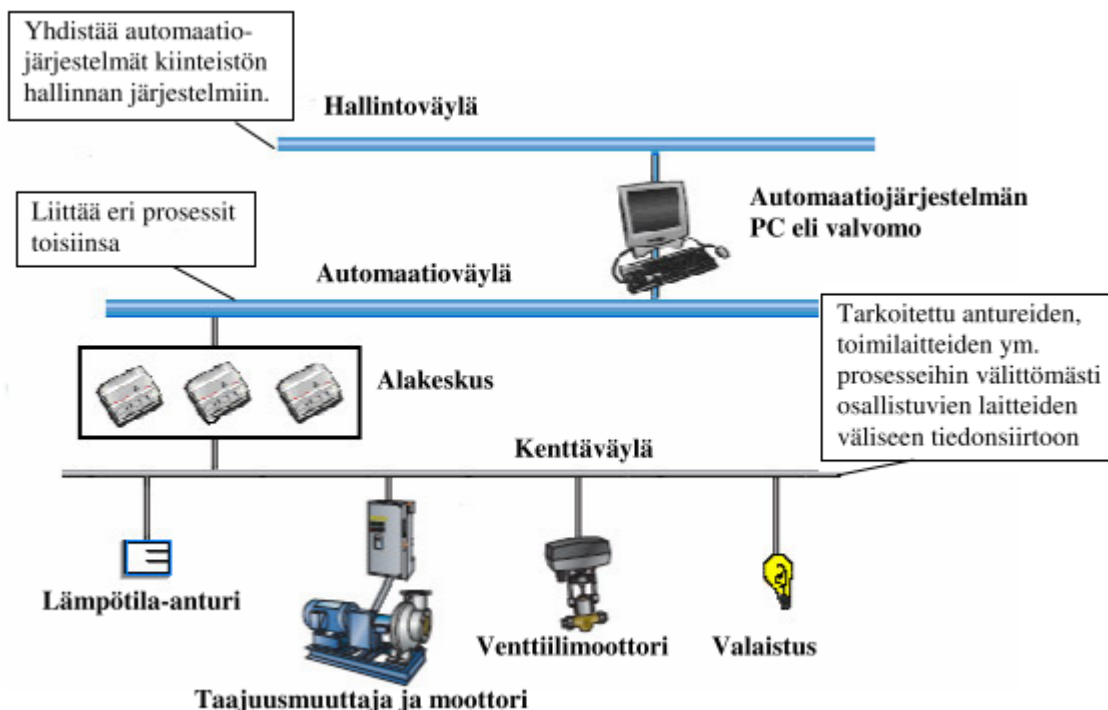 Yhdistää automaatio-
järjestelmät kiinteistön
hallinnan järjestelmiin.
Hallintoväylä
Automaatiojärjestelmän
PC eli valvomo
Liittää eri prosessit
toisiinsa
Automaatioväylä
Tarkoitettu antureiden,
toimilaitteiden ym.
prosesseihin välittömästi
osallistuvien laitteiden
väliseen tiedonsiirtoon
Alakeskus
Kenttäväylä
Lämpötila-anturi
Taajuusmuuttaja ja moottori
Venttiilimoottori
Valaistus